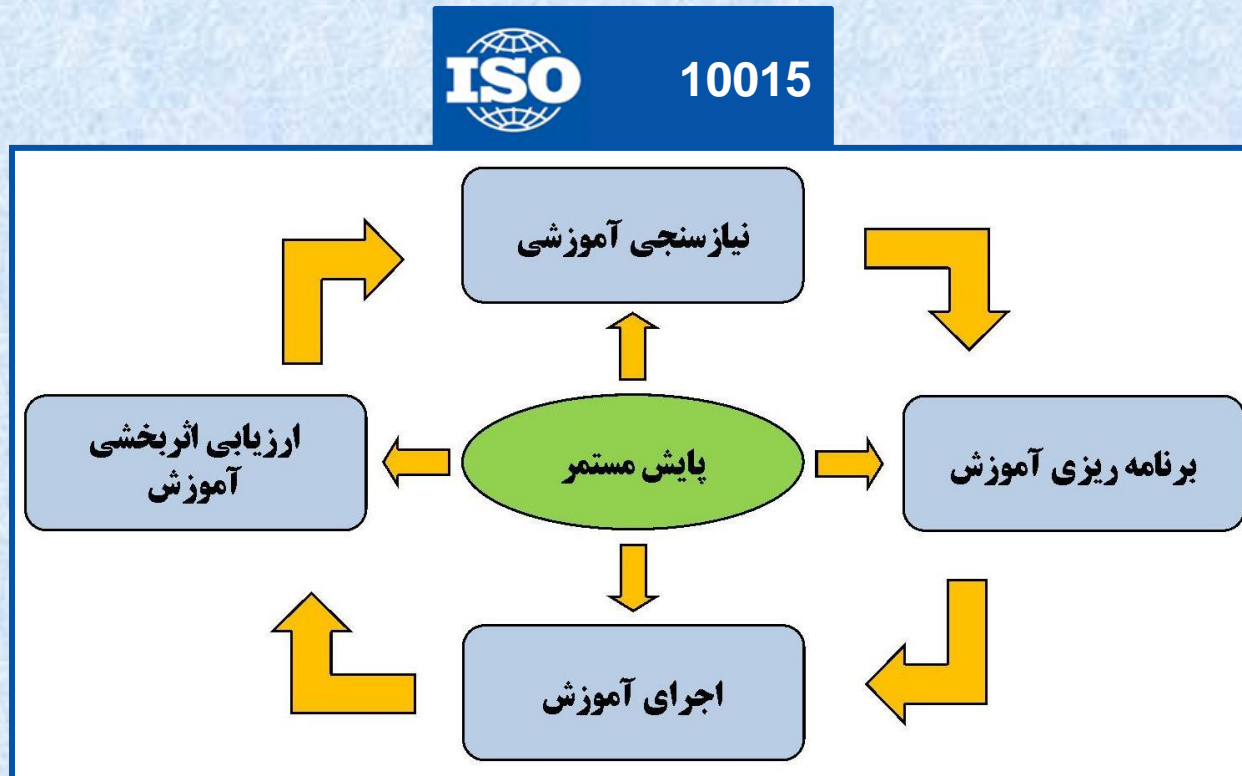 ISO 10015
نیازسنجی آموزشی
برنامه ریزی آموزش
پایش مستمر
ارزیابی اثربخشی
آموزش
اجرای آموزش